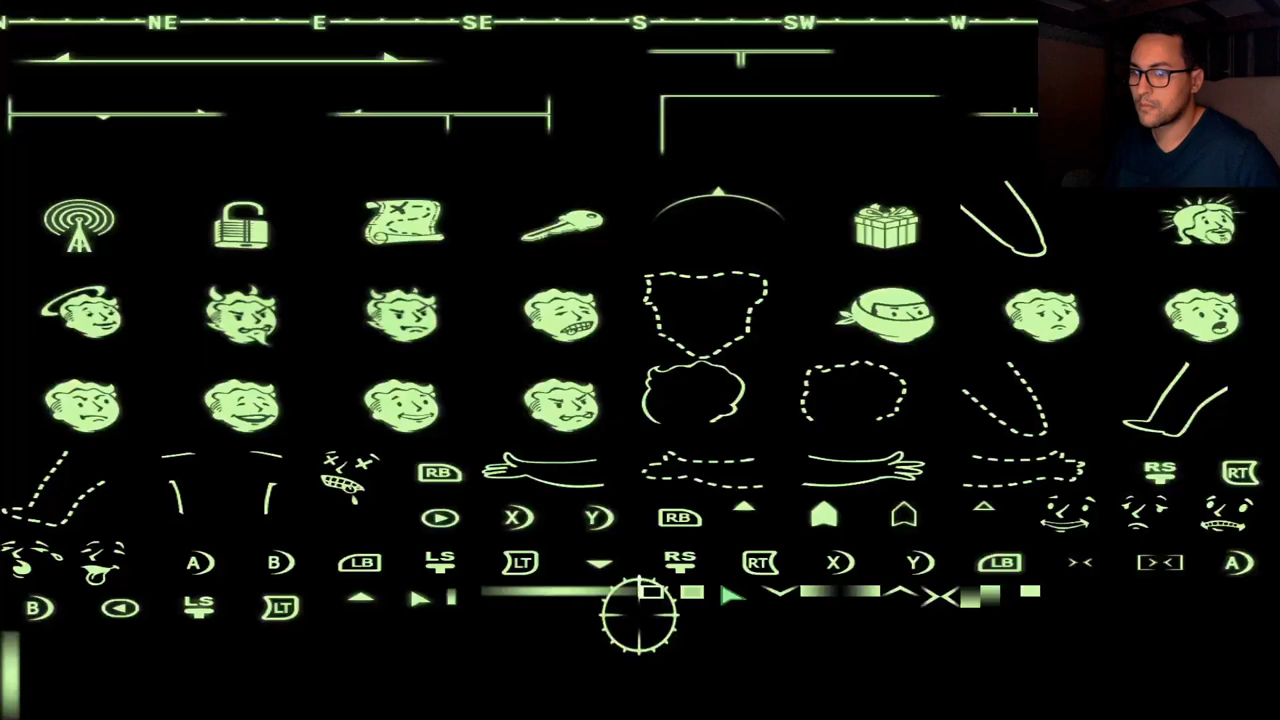 N NE E SE S SW W
RB RS RT
X Y RB
A B LB LS LT RS RT X Y LB A
B LS LT